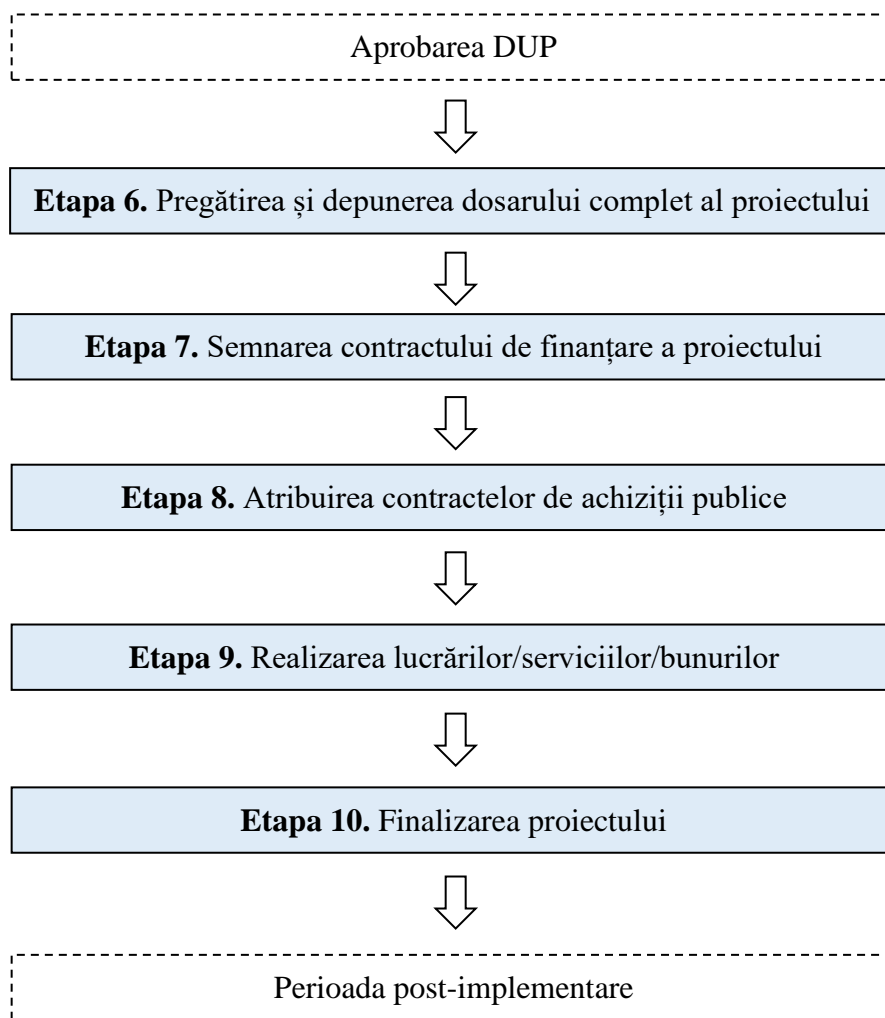 Aprobarea DUP
Etapa 6. Pregătirea și depunerea dosarului complet al proiectului
Etapa 7. Semnarea contractului de finanțare a proiectului
Etapa 8. Atribuirea contractelor de achiziții publice
Etapa 9. Realizarea lucrărilor/serviciilor/bunurilor
Etapa 10. Finalizarea proiectului
Perioada post-implementare